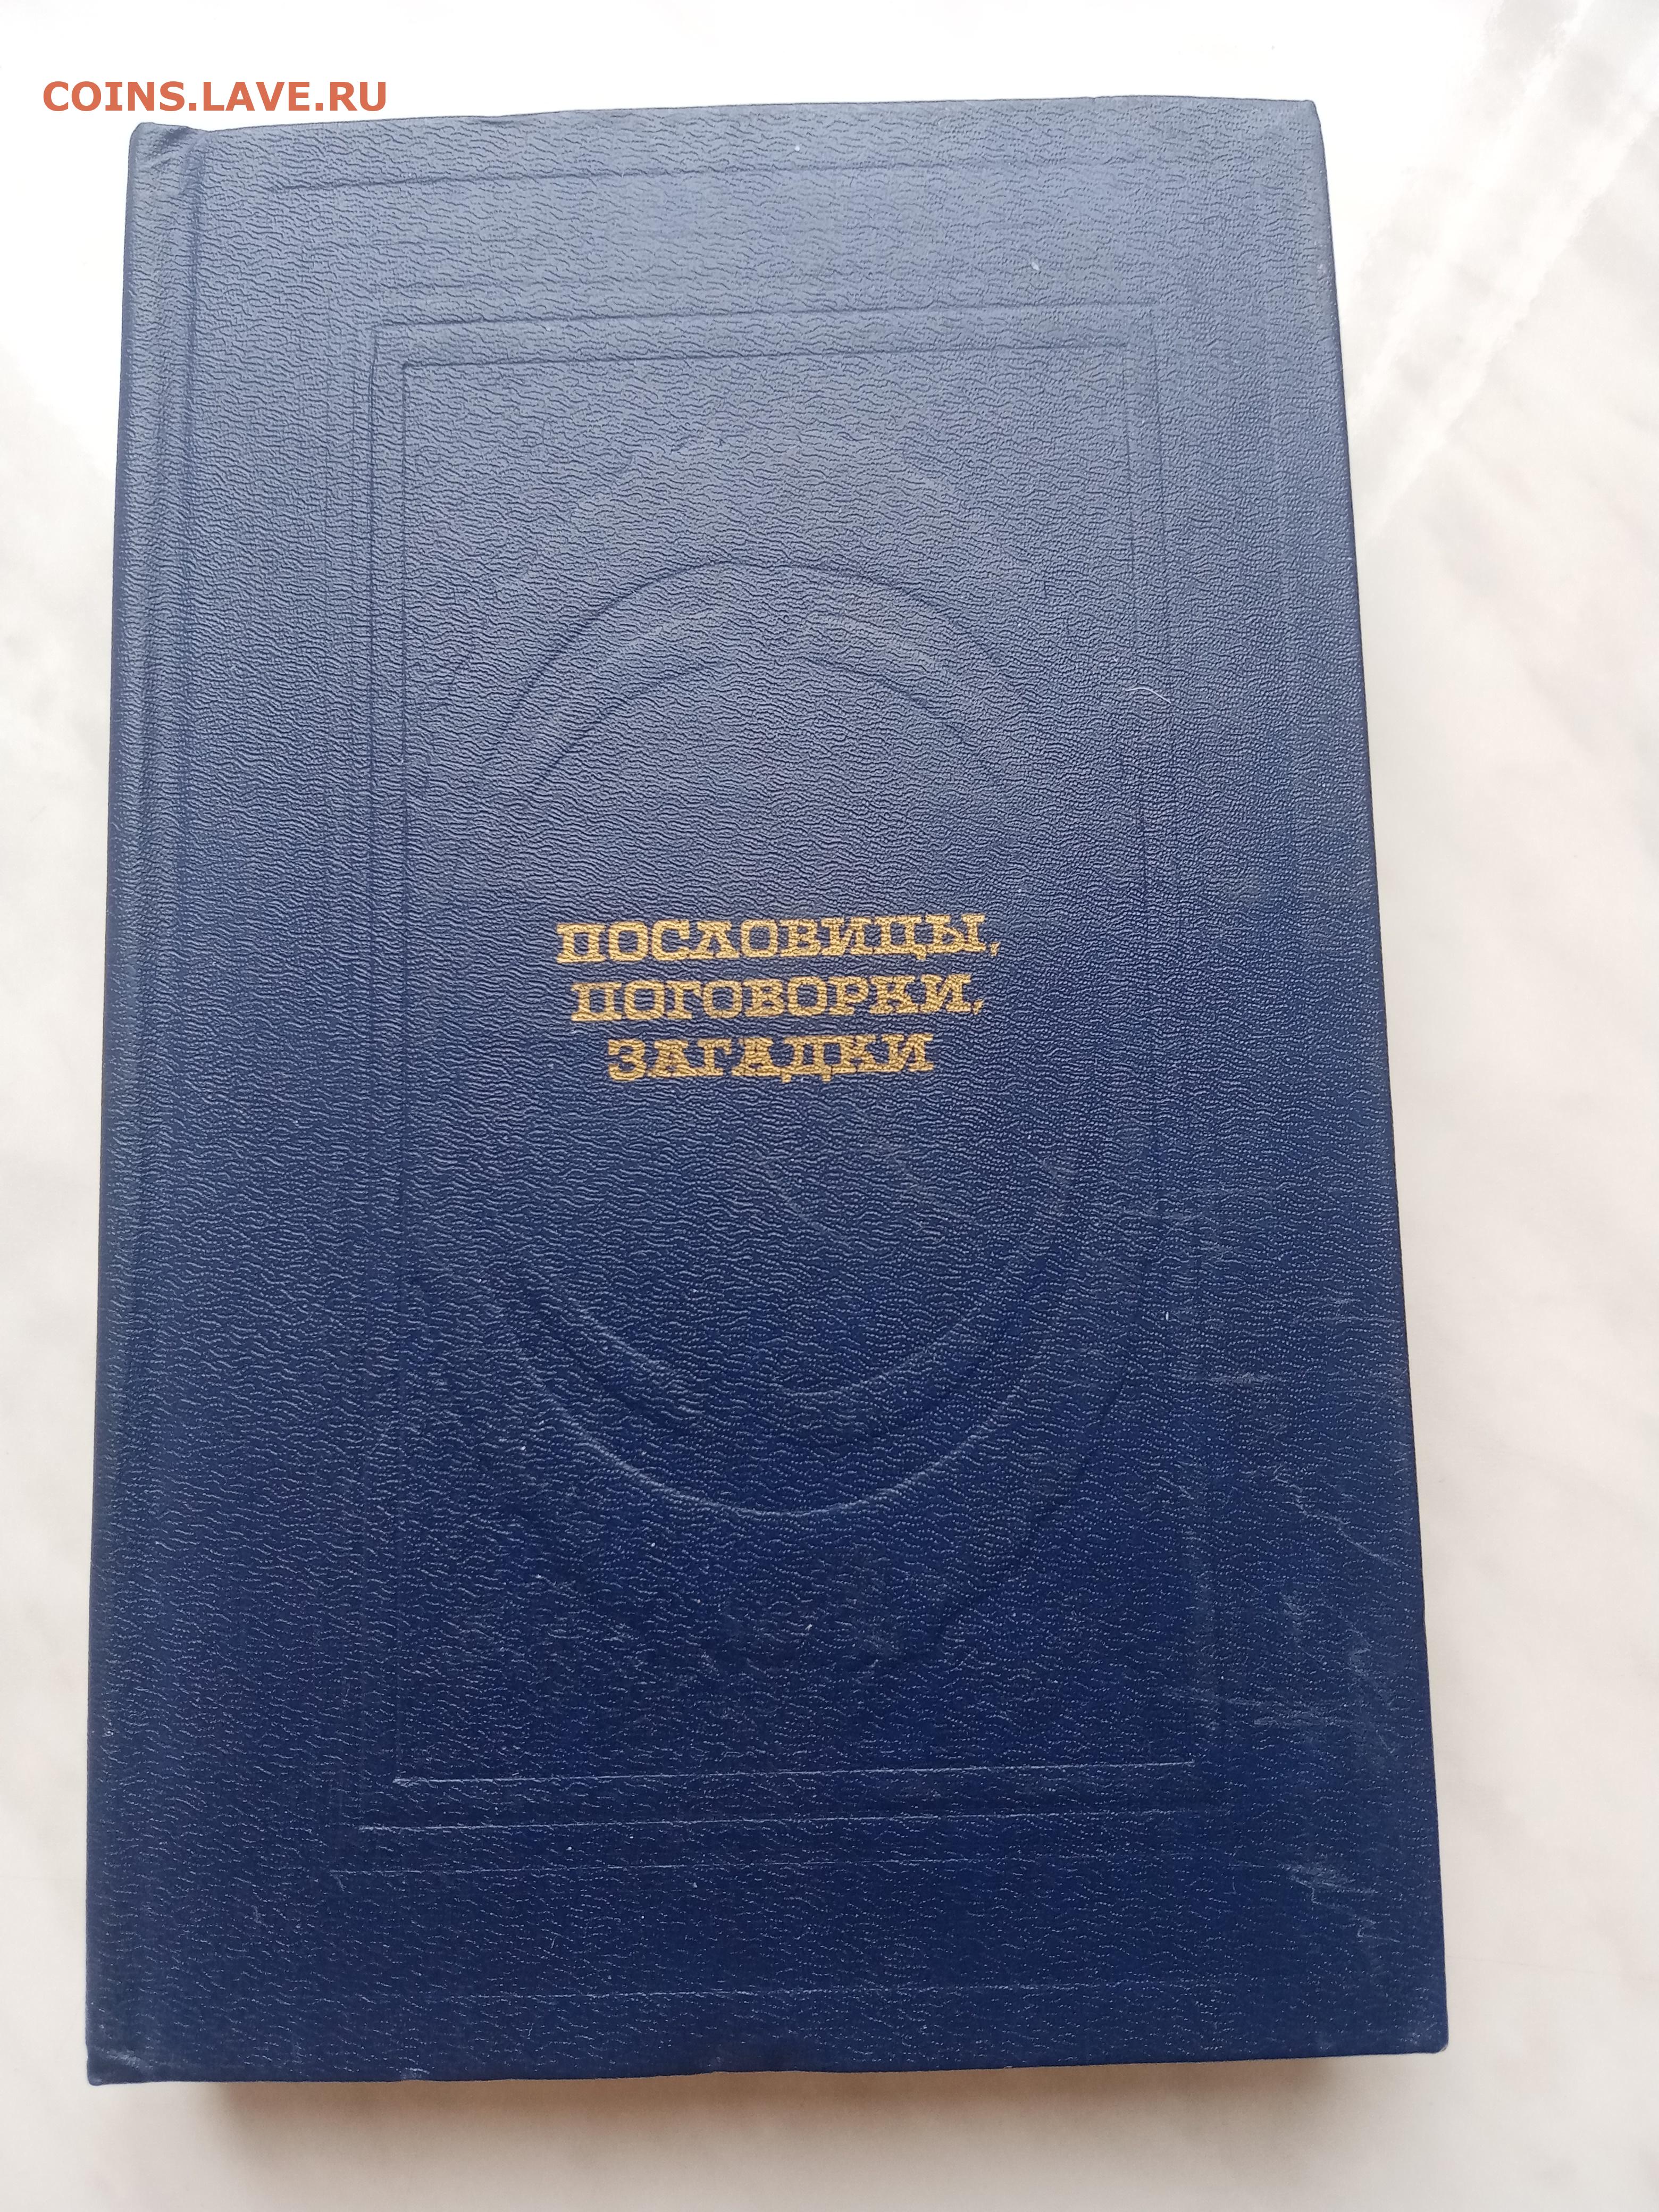 COINS.LAVE.RU
ПОСЛОВИЦЫ,
ПОГОВОРКИ,
ЗАГАДКИ